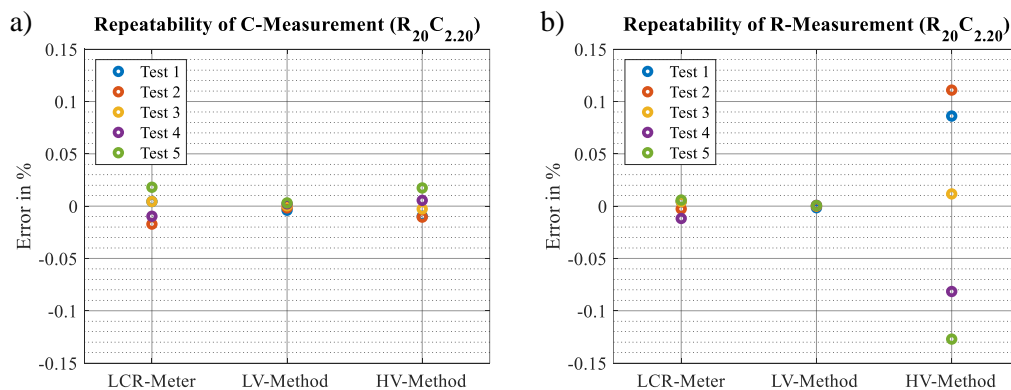 a)
Repeatability of C-Measurement (R20C2.20)
0.15
0.1
0.05
0
-0.05
-0.1
-0.15
Error in %
Test 1
Test 2
Test 3
Test 4
Test 5
LCR-Meter
LV-Method
HV-Method
b)
Repeatability of R-Measurement (R20C2.20)
0.15
0.1
0.05
0
-0.05
-0.1
-0.15
Error in %
Test 1
Test 2
Test 3
Test 4
Test 5
LCR-Meter
LV-Method
HV-Method